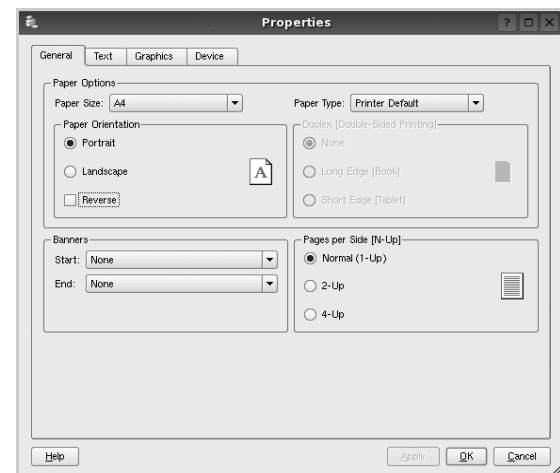 Properties
General Text Graphics Device
Paper Options
Paper Size: A4
Paper Type: Printer Default
Paper Orientation
Portrait
Landscape
Reverse
A
Duplex [Double-Sided Printing]
None
Long Edge [Book]
Short Edge [Tablet]
Banners
Start: None
End: None
Pages per Side [N-Up]
Normal (1-Up)
2-Up
4-Up
Help Apply OK Cancel